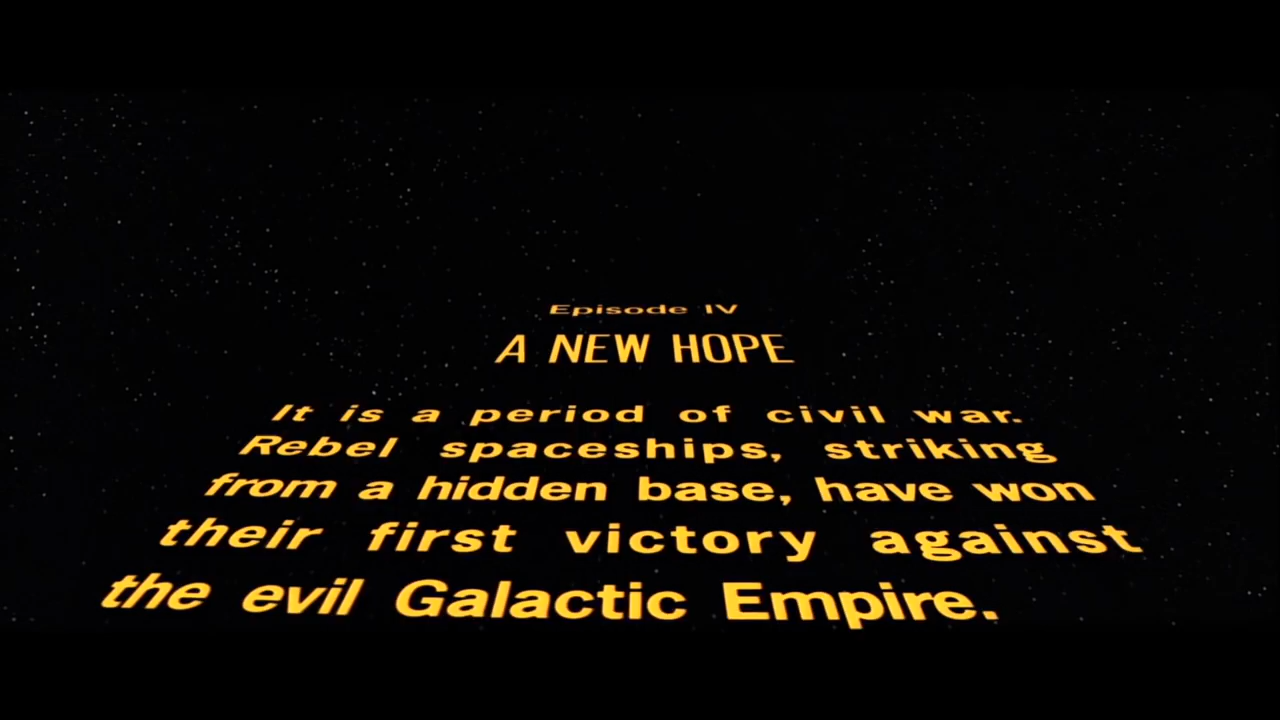 Episode IV
A NEW HOPE
It is a period of civil war.
Rebel spaceships, striking
from a hidden base, have won
their first victory against
the evil Galactic Empire.